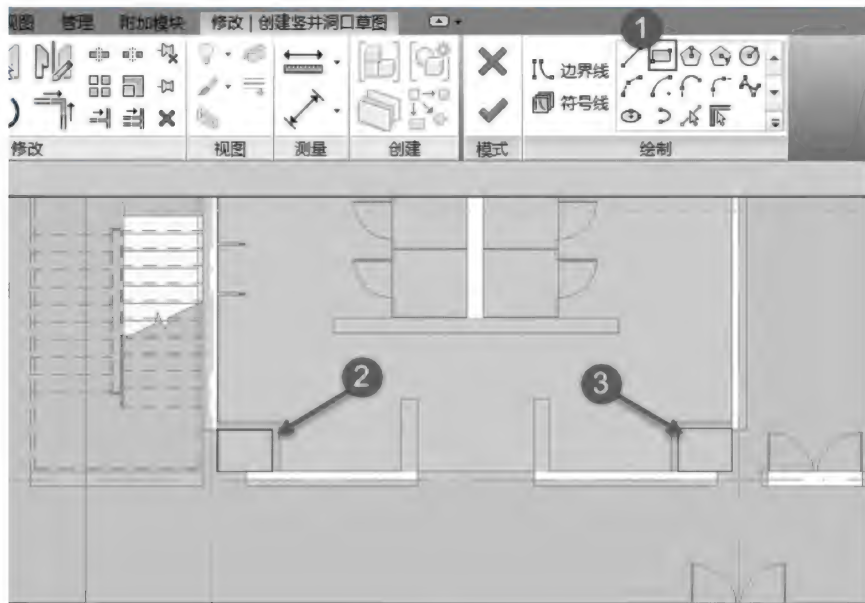 视图 管理 附加模块 修改 | 创建竖井洞口草图
边界线
符号线
修改 视图 测量 创建 模式 绘制
1
2
3